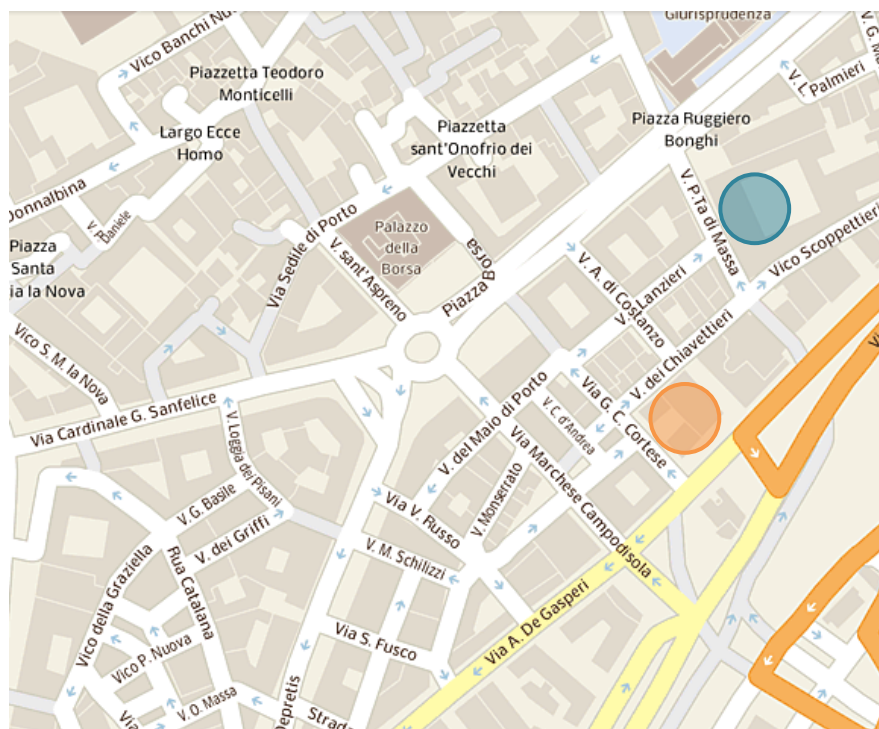 Giurisprudenza
Vico Banchi Nu
V. G. M
Piazzetta Teodoro
Monticelli
V. L. Palmieri
Largo Ecce
Homo
Piazzetta
sant'Onofrio dei
Vecchi
Piazza Ruggiero
Bonghi
Donnalbina
V. P.Ta di Massa
V. R.
Daniele
Via Sedile di Porto
Palazzo
della
Borsa
Piazza Borsa
Vico Scoppettieri
Piazza
Santa
ia la Nova
V. sant'Aspreno
V. A. di Costanzo
V. Lanzieri
V. dei Chiavettieri
Vi
Vico S. M. la Nova
Via Cardinale G. Sanfelice
V. Loggia dei Pisani
V. del Maio di Porto
V. C. d'Andrea
Via G. C. Cortese
Via Marchese Campodisola
V. G. Basile
V. dei Griffi
Via V. Russo
V. Monserrato
V. M. Schilizzi
Vico della Graziella
Rua Catalana
Via A. De Gasperi
Via S. Fusco
Vico P. Nuova
V. O. Massa
Via
Depretis
Strada